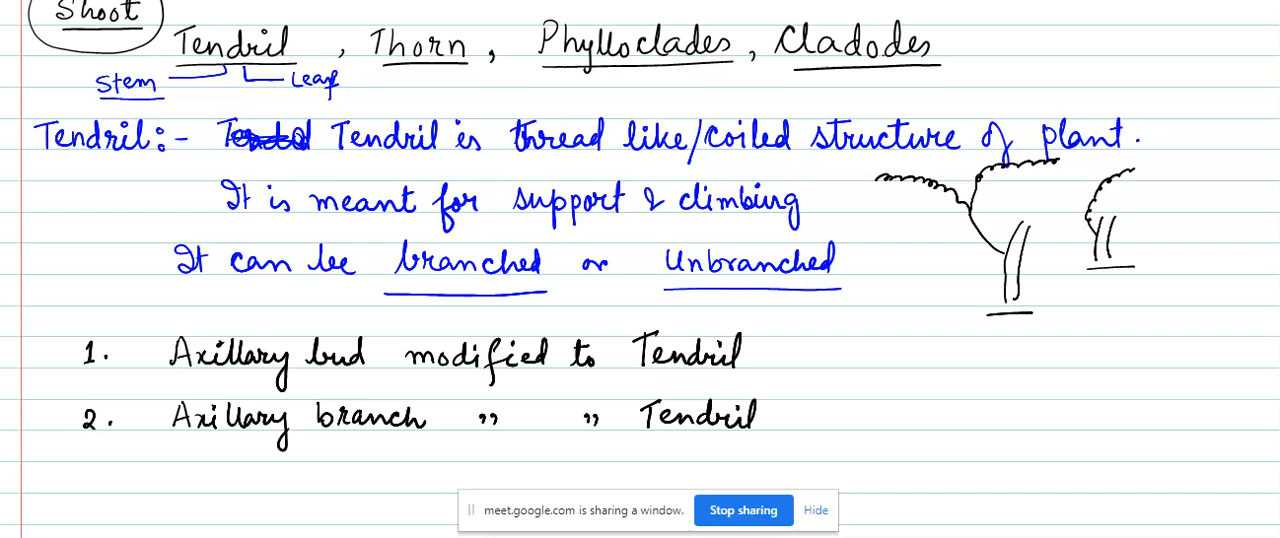 Shoot
Tendril, Thorn, Phylloclades, Cladodes
Stem Leaf
Tendril:- Tendril is thread like/coiled structure of plant.
It is meant for support & climbing
It can be branched or Unbranched
1. Axillary bud modified to Tendril
2. Axillary branch ,, ,, Tendril
meet.google.com is sharing a window. Stop sharing Hide